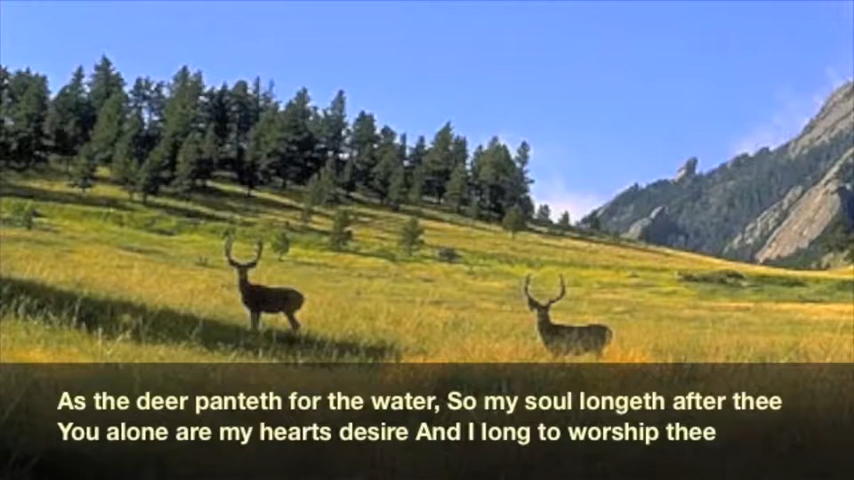 As the deer panteth for the water, So my soul longeth after thee
You alone are my hearts desire And I long to worship thee